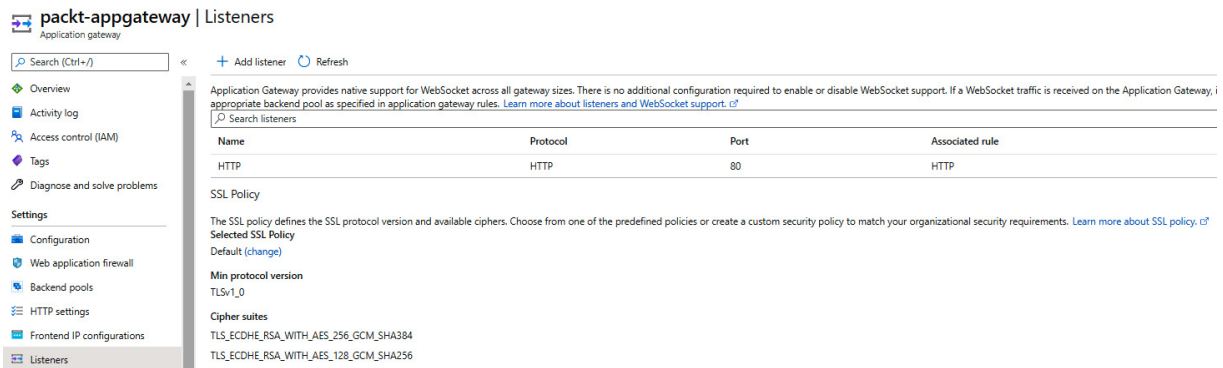 packt-appgateway | Listeners
Application gateway
Search (Ctrl+/)
«
Overview
Activity log
Access control (IAM)
Tags
Diagnose and solve problems
Settings
Configuration
Web application firewall
Backend pools
HTTP settings
Frontend IP configurations
Listeners
Add listener Refresh
Application Gateway provides native support for WebSocket across all gateway sizes. There is no additional configuration required to enable or disable WebSocket support. If a WebSocket traffic is received on the Application Gateway, i
appropriate backend pool as specified in application gateway rules. Learn more about listeners and WebSocket support.
Search listeners
Name Protocol Port Associated rule
HTTP HTTP 80 HTTP
SSL Policy
The SSL policy defines the SSL protocol version and available ciphers. Choose from one of the predefined policies or create a custom security policy to match your organizational security requirements. Learn more about SSL policy.
Selected SSL Policy
Default (change)
Min protocol version
TLSv1_0
Cipher suites
TLS_ECDHE_RSA_WITH_AES_256_GCM_SHA384
TLS_ECDHE_RSA_WITH_AES_128_GCM_SHA256